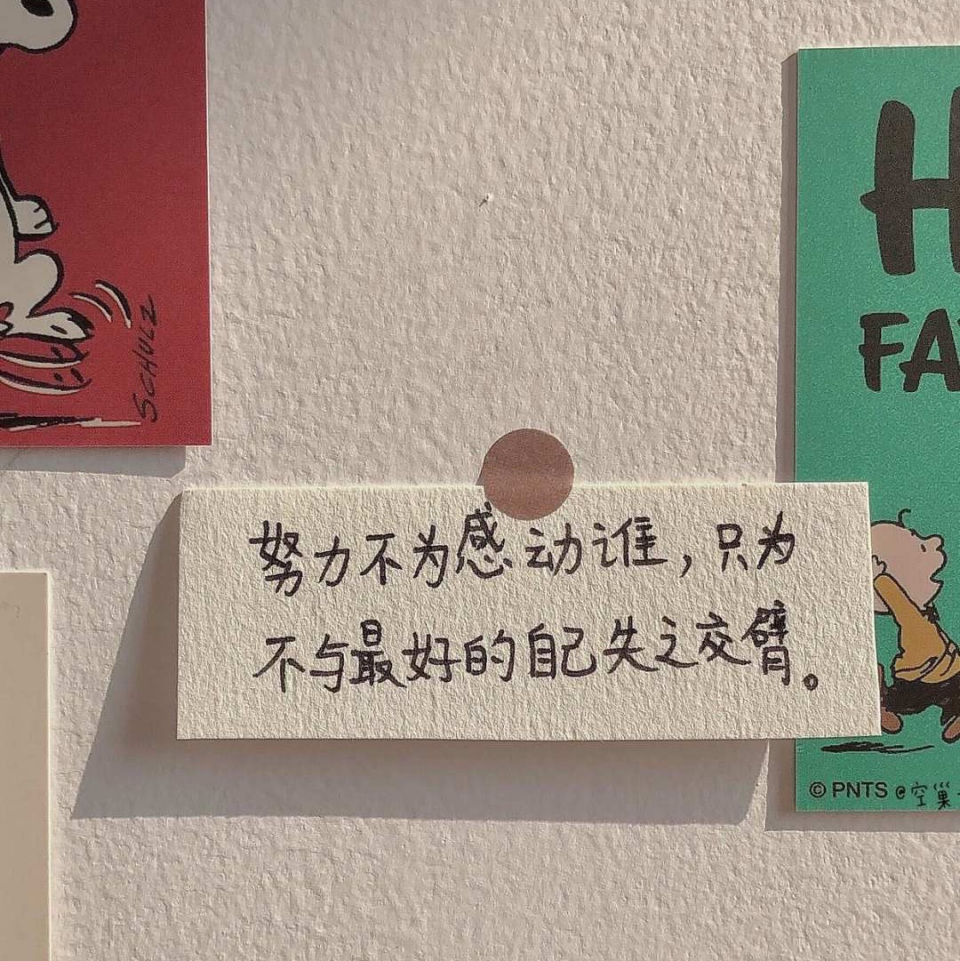 SCHULZ
H
FA
努力不为感动谁，只为
不与最好的自己失之交臂。
© PNTS @空巢